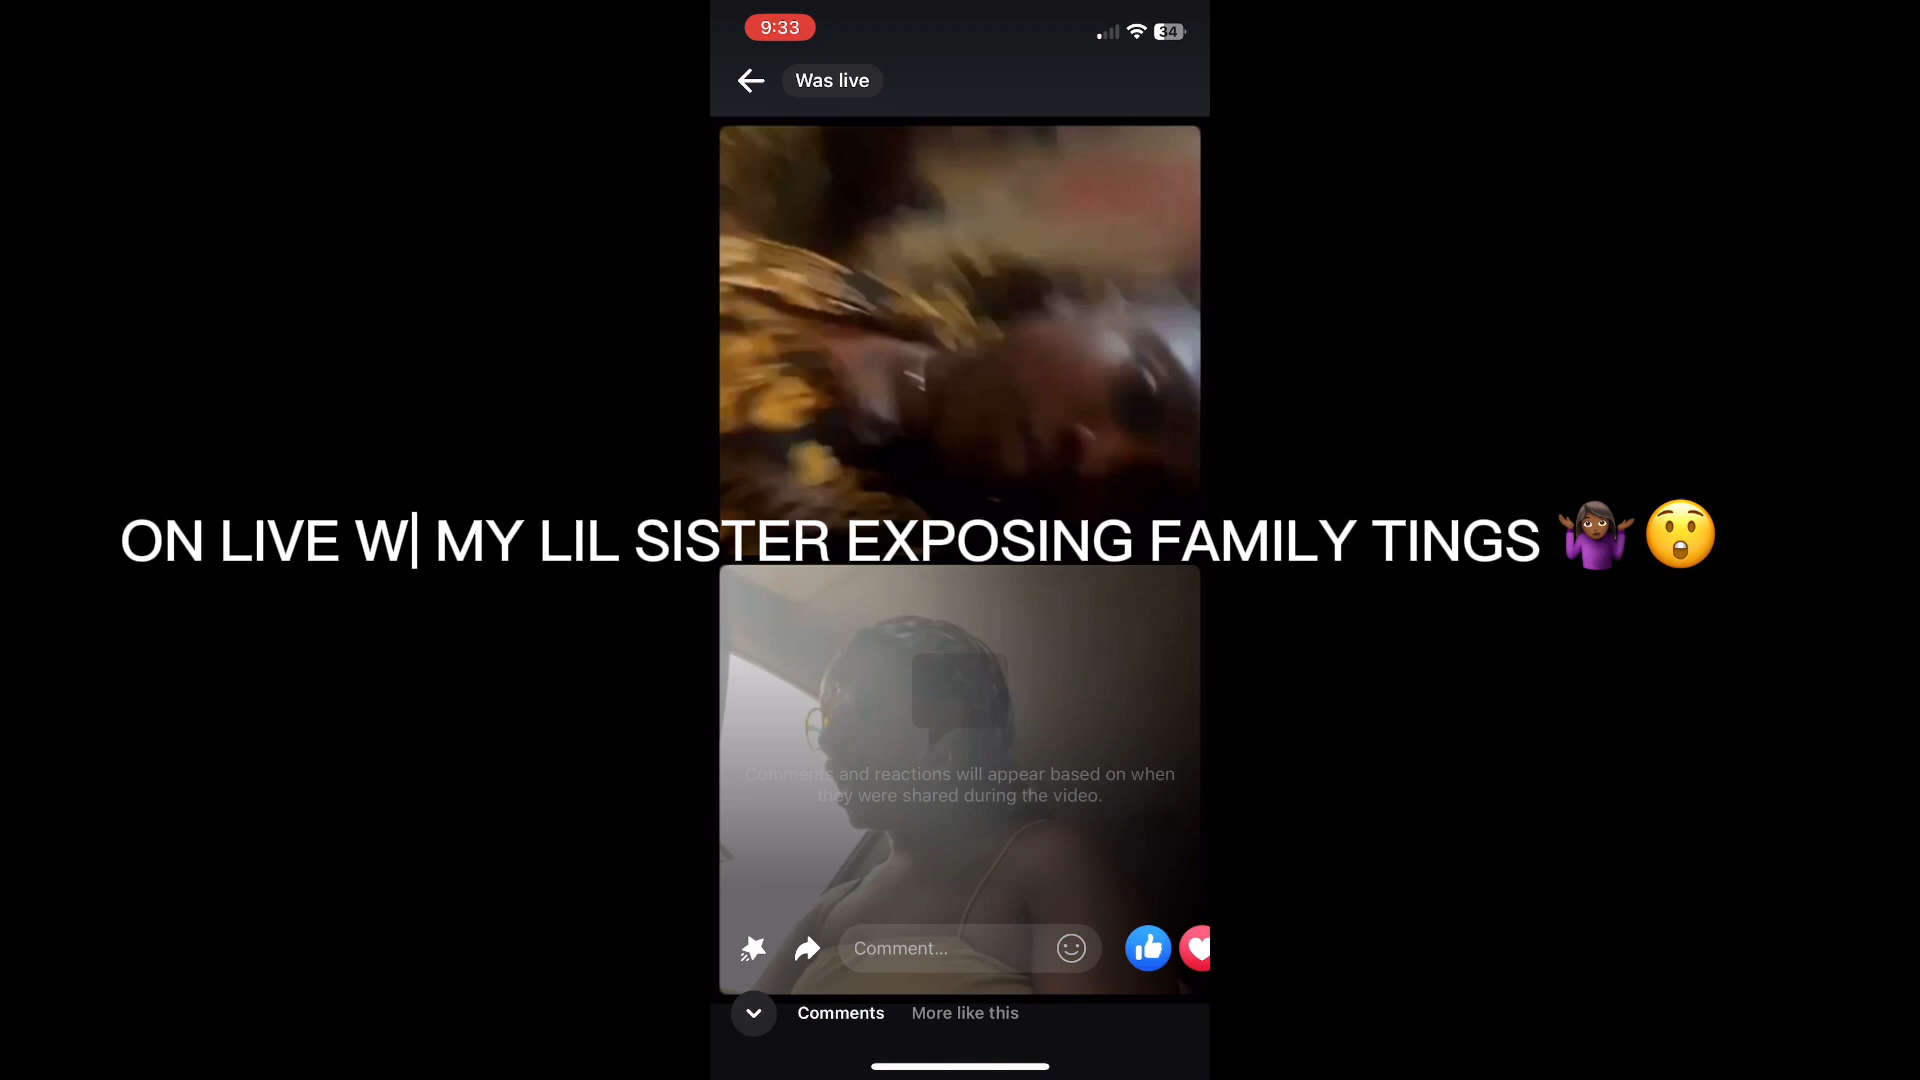 9:33
34
Was live
ON LIVE W| MY LIL SISTER EXPOSING FAMILY TINGS 🤷🏾‍♀️ 😲
Comments and reactions will appear based on when
they were shared during the video.
Comment...
Comments More like this